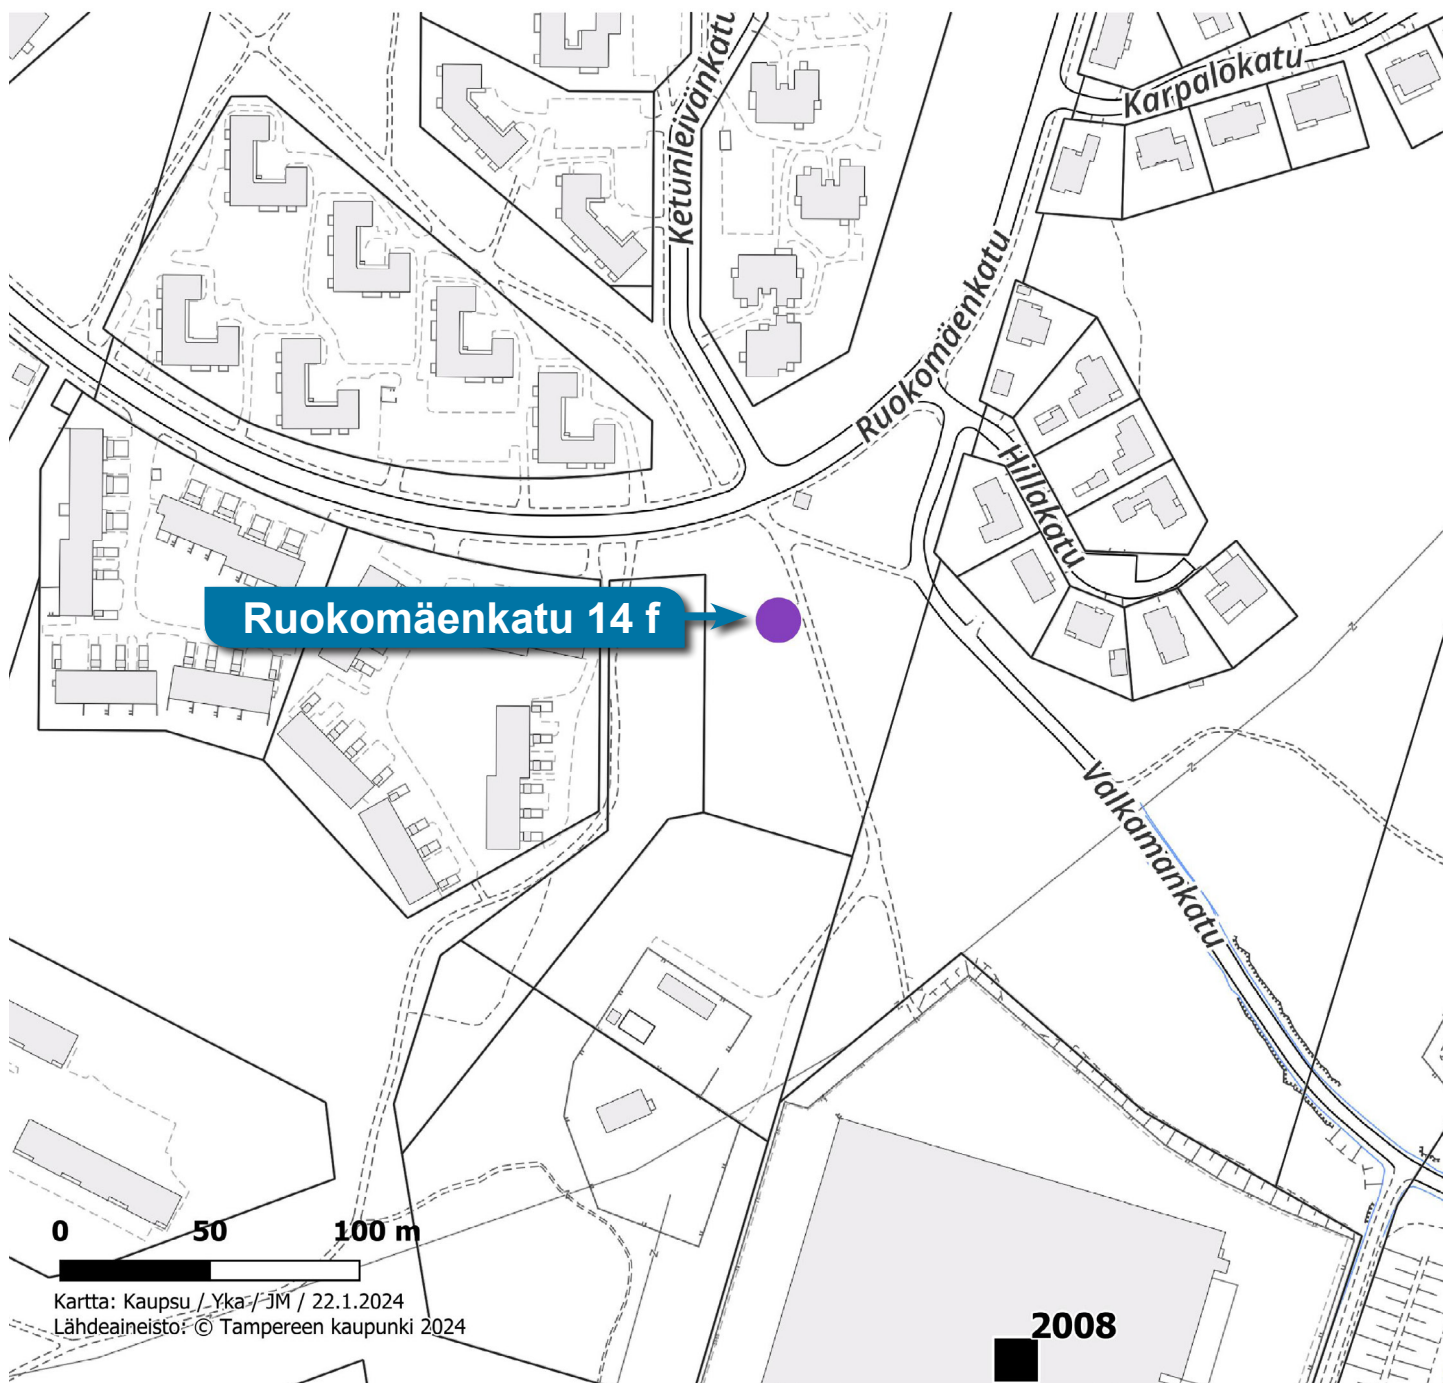 Ketunleivänkatu
Karpalokatu
Ruokomäenkatu
Hillakatu
Ruokomäenkatu 14 f
Valkamankatu
0 50 100 m
Kartta: Kaupsu / Yka / JM / 22.1.2024
Lähdeaineisto: © Tampereen kaupunki 2024
2008